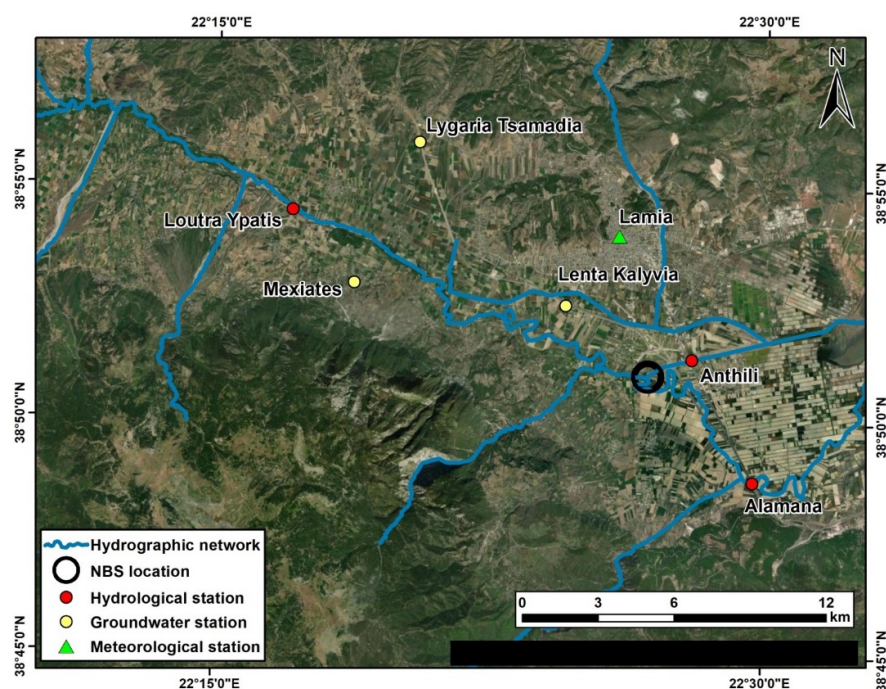 22°15'0"E
22°30'0"E
N
Lygaria Tsamadia
38°55'0"N
38°55'0"N
Lamia
Loutra Ypatis
Lenta Kalyvia
Mexiates
Anthili
38°50'0"N
38°50'0"N
Alamana
Hydrographic network
NBS location
Hydrological station
Groundwater station
Meteorological station
0 3 6 12
km
38°45'0"N
38°45'0"N
22°15'0"E
22°30'0"E